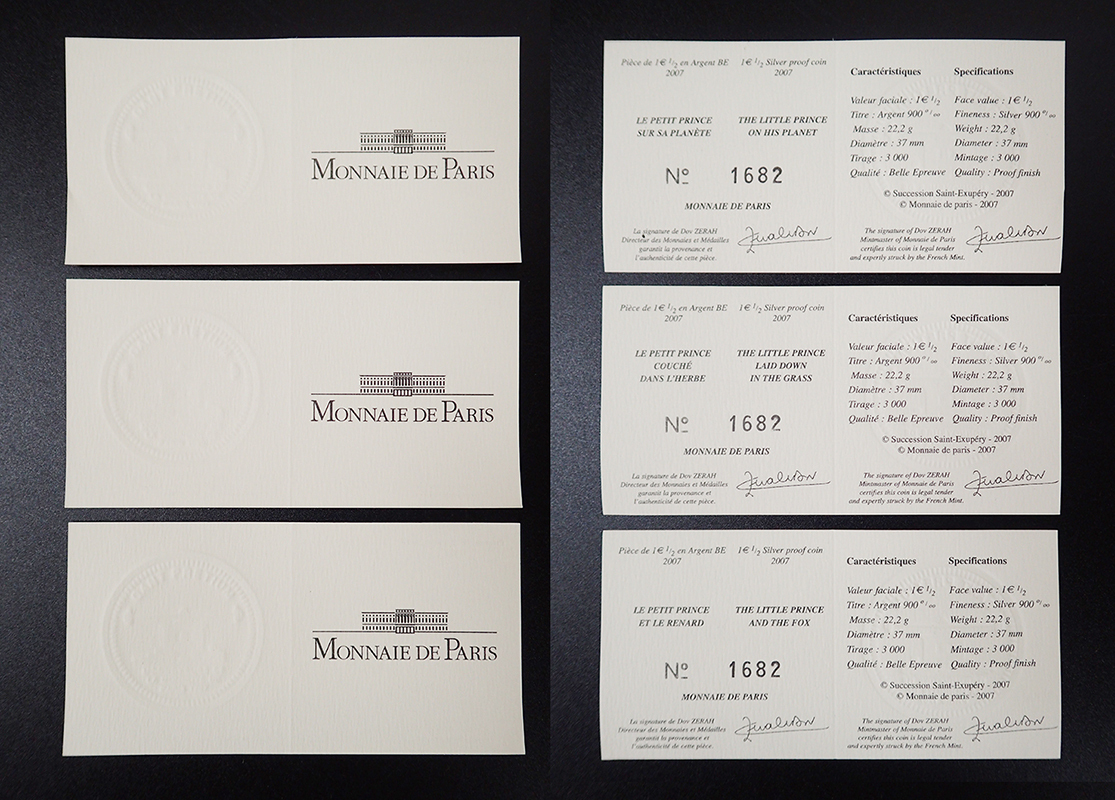 MONNAIE DE PARIS
MONNAIE DE PARIS
MONNAIE DE PARIS
Pièce de 1€ 1/2 en Argent BE
2007
1€ 1/2 Silver proof coin
2007
LE PETIT PRINCE
SUR SA PLANÈTE
THE LITTLE PRINCE
ON HIS PLANET
Nº 1682
MONNAIE DE PARIS
La signature de Dov ZERAH
Directeur des Monnaies et Médailles
garantit la provenance et
l'authenticité de cette pièce.
Caractéristiques
Valeur faciale : 1€ 1/2
Titre : Argent 900 °/oo
Masse : 22,2 g
Diamètre : 37 mm
Tirage : 3 000
Qualité : Belle Epreuve
Specifications
Face value : 1€ 1/2
Fineness : Silver 900 °/oo
Weight : 22,2 g
Diameter : 37 mm
Mintage : 3 000
Quality : Proof finish
© Succession Saint-Exupéry - 2007
© Monnaie de paris - 2007
The signature of Dov ZERAH
Mintmaster of Monnaie de Paris
certifies this coin is legal tender
and expertly struck by the French Mint.
Pièce de 1€ 1/2 en Argent BE
2007
1€ 1/2 Silver proof coin
2007
LE PETIT PRINCE
COUCHÉ
DANS L'HERBE
THE LITTLE PRINCE
LAID DOWN
IN THE GRASS
Nº 1682
MONNAIE DE PARIS
La signature de Dov ZERAH
Directeur des Monnaies et Médailles
garantit la provenance et
l'authenticité de cette pièce.
Caractéristiques
Valeur faciale : 1€ 1/2
Titre : Argent 900 °/oo
Masse : 22,2 g
Diamètre : 37 mm
Tirage : 3 000
Qualité : Belle Epreuve
Specifications
Face value : 1€ 1/2
Fineness : Silver 900 °/oo
Weight : 22,2 g
Diameter : 37 mm
Mintage : 3 000
Quality : Proof finish
© Succession Saint-Exupéry - 2007
© Monnaie de paris - 2007
The signature of Dov ZERAH
Mintmaster of Monnaie de Paris
certifies this coin is legal tender
and expertly struck by the French Mint.
Pièce de 1€ 1/2 en Argent BE
2007
1€ 1/2 Silver proof coin
2007
LE PETIT PRINCE
ET LE RENARD
THE LITTLE PRINCE
AND THE FOX
Nº 1682
MONNAIE DE PARIS
La signature de Dov ZERAH
Directeur des Monnaies et Médailles
garantit la provenance et
l'authenticité de cette pièce.
Caractéristiques
Valeur faciale : 1€ 1/2
Titre : Argent 900 °/oo
Masse : 22,2 g
Diamètre : 37 mm
Tirage : 3 000
Qualité : Belle Epreuve
Specifications
Face value : 1€ 1/2
Fineness : Silver 900 °/oo
Weight : 22,2 g
Diameter : 37 mm
Mintage : 3 000
Quality : Proof finish
© Succession Saint-Exupéry - 2007
© Monnaie de paris - 2007
The signature of Dov ZERAH
Mintmaster of Monnaie de Paris
certifies this coin is legal tender
and expertly struck by the French Mint.